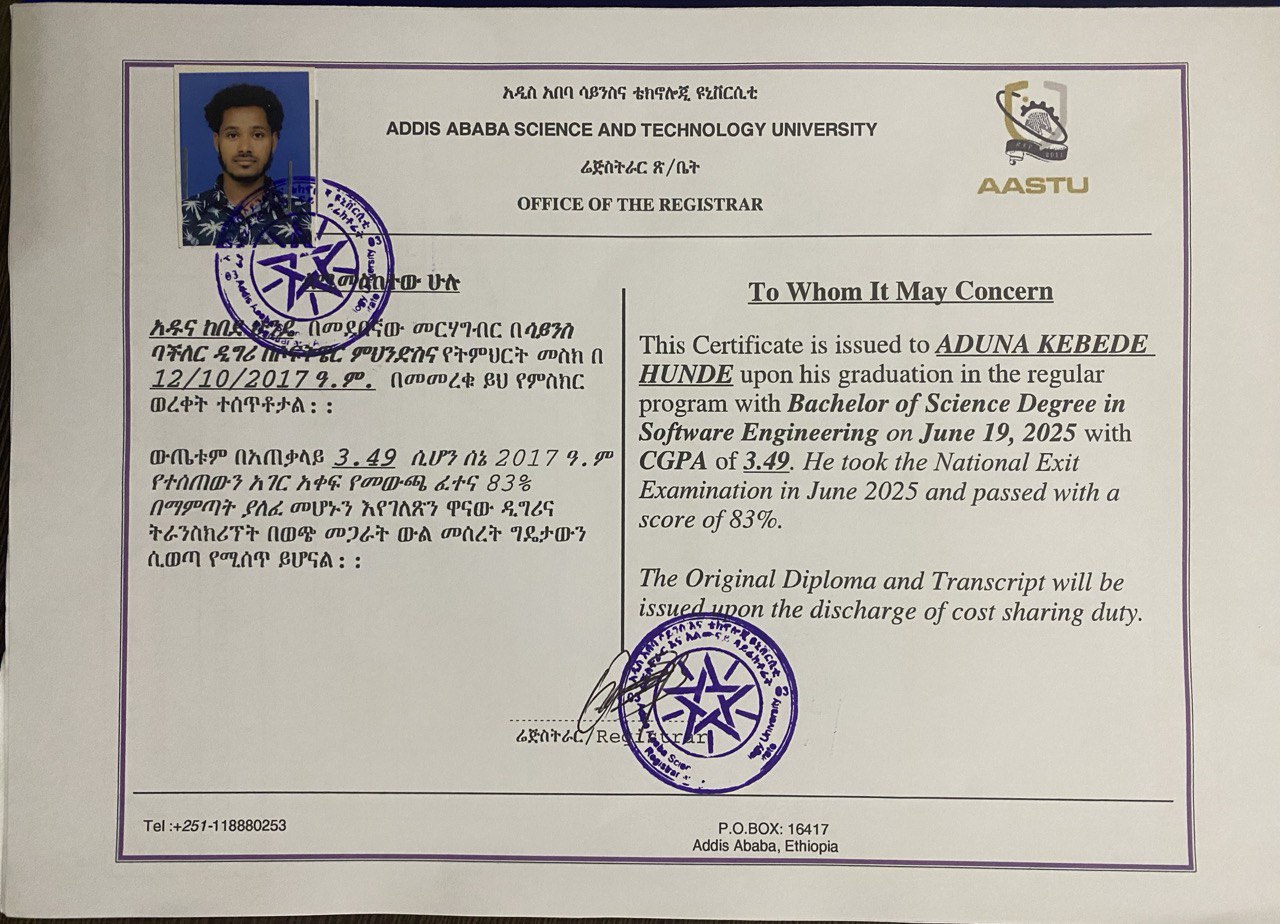 አዲስ አበባ ሳይንስና ቴክኖሎጂ ዩኒቨርሲቲ
ADDIS ABABA SCIENCE AND TECHNOLOGY UNIVERSITY
ሬጅስትራር ጽ/ቤት
OFFICE OF THE REGISTRAR
AASTU
ለሚመለከተው ሁሉ
አዱና ከበደ ሁንዴ በመደበኛው መርሃግብር በሳይንስ
ባችለር ዲግሪ በሶፍትዌር ምህንድስና የትምህርት መስክ በ
12/10/2017 ዓ.ም. በመመረቁ ይህ የምስክር
ወረቀት ተሰጥቶታል፡፡
ውጤቱም በአጠቃላይ 3.49 ሲሆን ሰኔ 2017 ዓ.ም
የተሰጠውን አገር አቀፍ የመውጫ ፈተና 83%
በማምጣት ያለፈ መሆኑን እየገለጽን ዋናው ዲግሪና
ትራንስክሪፕት በወጭ መጋራት ውል መሰረት ግዴታውን
ሲወጣ የሚሰጥ ይሆናል፡፡
To Whom It May Concern
This Certificate is issued to ADUNA KEBEDE
HUNDE upon his graduation in the regular
program with Bachelor of Science Degree in
Software Engineering on June 19, 2025 with
CGPA of 3.49. He took the National Exit
Examination in June 2025 and passed with a
score of 83%.
The Original Diploma and Transcript will be
issued upon the discharge of cost sharing duty.
ሬጅስትራር/Registrar
Tel :+251-118880253
P.O.BOX: 16417
Addis Ababa, Ethiopia